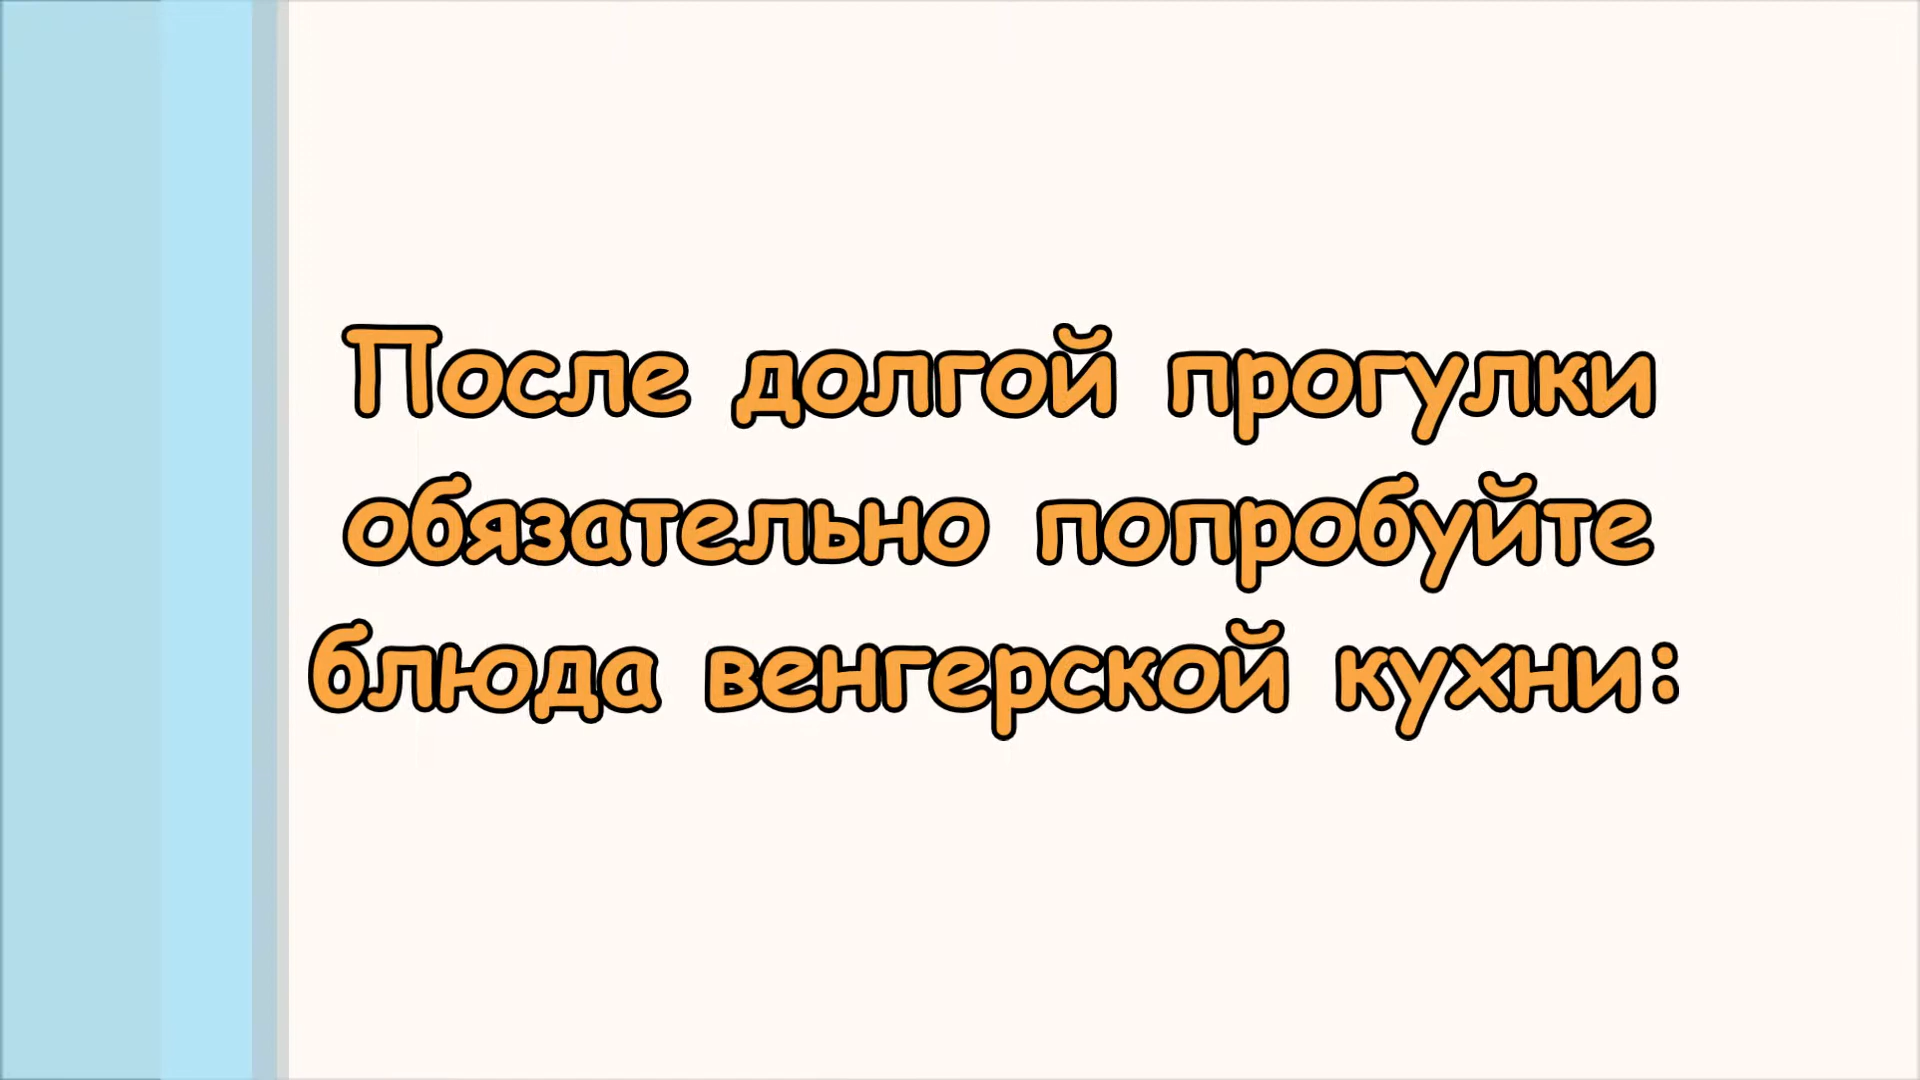 После долгой прогулки
обязательно попробуйте
блюда венгерской кухни: